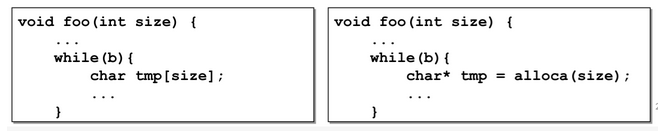 void foo(int size) {
    ...
    while(b){
        char tmp[size];
        ...
    }
void foo(int size) {
    ...
    while(b){
        char* tmp = alloca(size);
        ...
    }